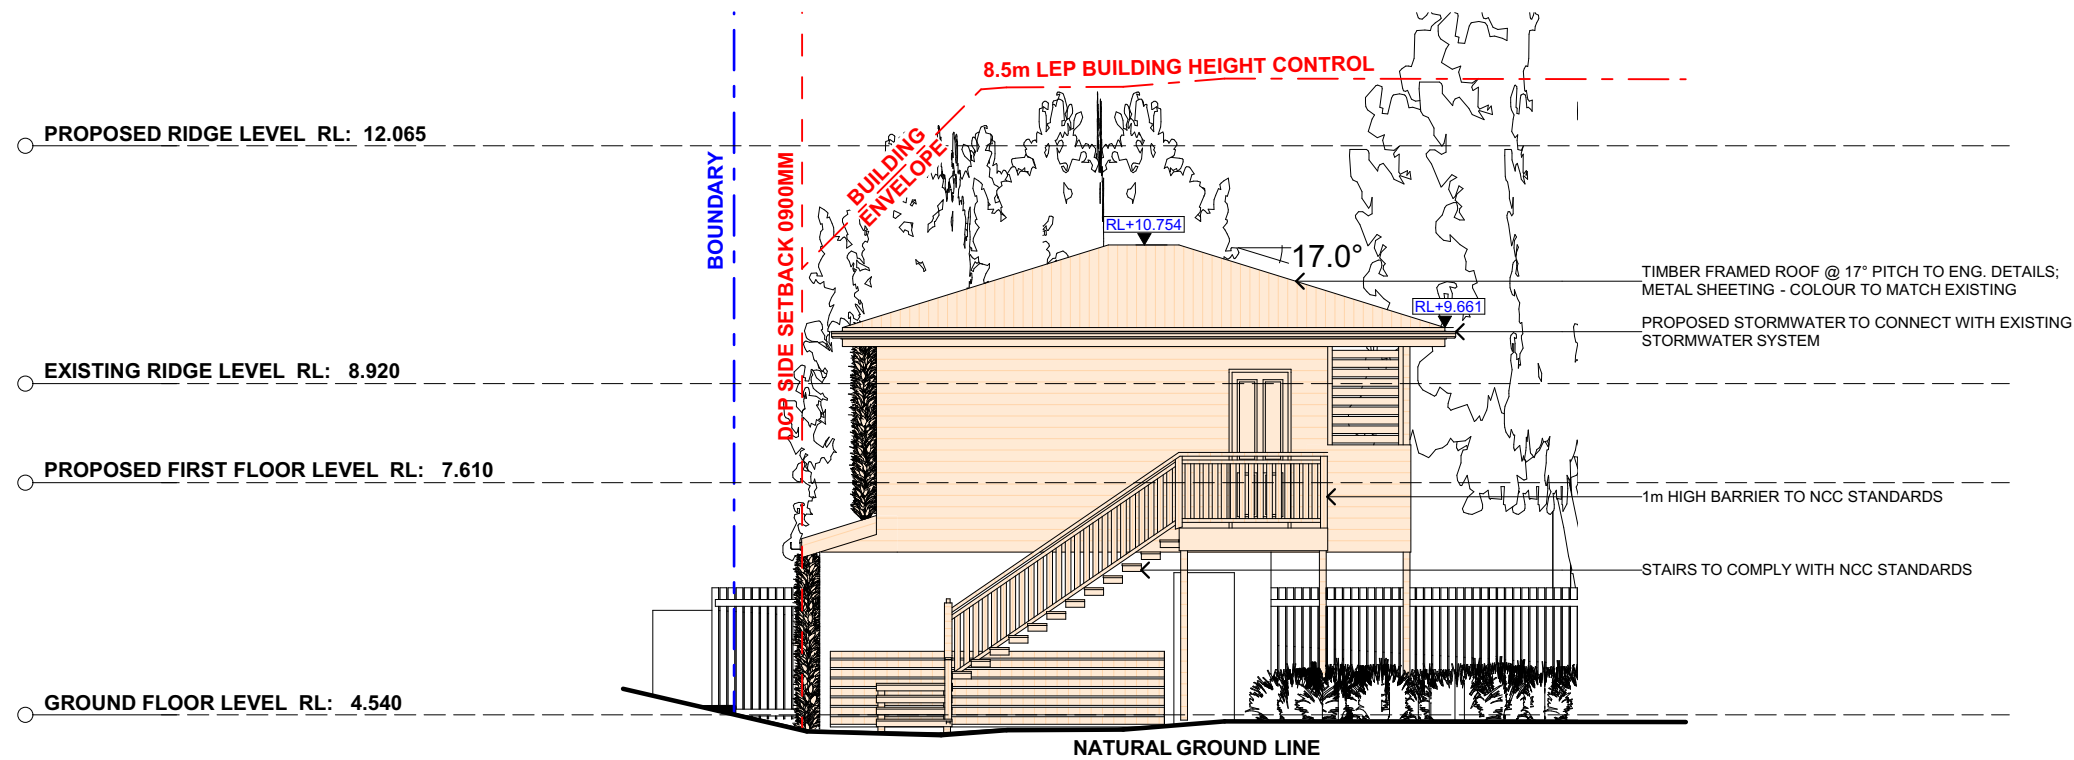 8.5m LEP BUILDING HEIGHT CONTROL
PROPOSED RIDGE LEVEL RL: 12.065
BOUNDARY
DCP SIDE SETBACK 0900MM
BUILDING
ENVELOPE
RL+10.754
17.0°
RL+9.661
TIMBER FRAMED ROOF @ 17° PITCH TO ENG. DETAILS;
METAL SHEETING - COLOUR TO MATCH EXISTING
PROPOSED STORMWATER TO CONNECT WITH EXISTING
STORMWATER SYSTEM
EXISTING RIDGE LEVEL RL: 8.920
PROPOSED FIRST FLOOR LEVEL RL: 7.610
1m HIGH BARRIER TO NCC STANDARDS
STAIRS TO COMPLY WITH NCC STANDARDS
GROUND FLOOR LEVEL RL: 4.540
NATURAL GROUND LINE